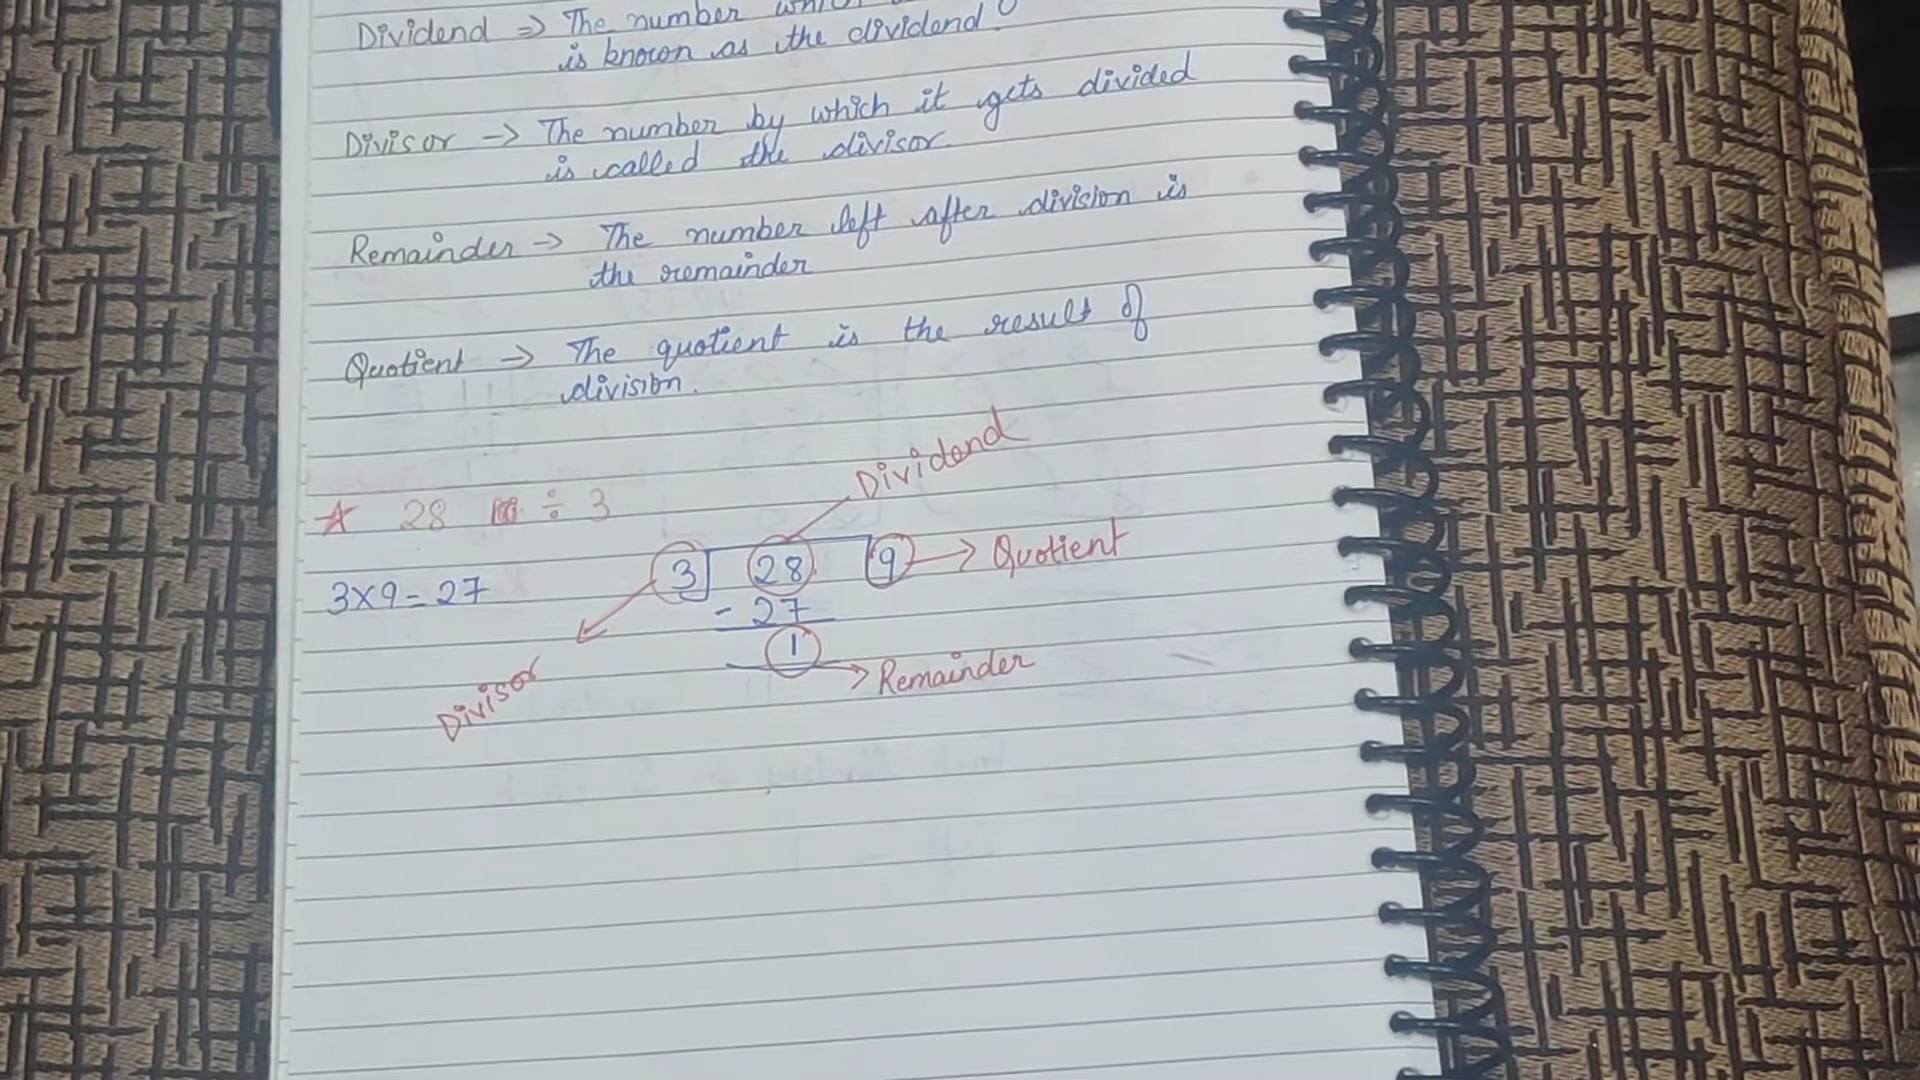 Dividend => The number
is known as the dividend.
Divisor -> The number by which it gets divided
is called the divisor.
Remainder -> The number left after division is
the remainder
Quotient -> The quotient is the result of
division.
Dividend
28 ÷ 3
3 28 9 -> Quotient
3x9=27
- 27
1
-> Remainder
Divisor